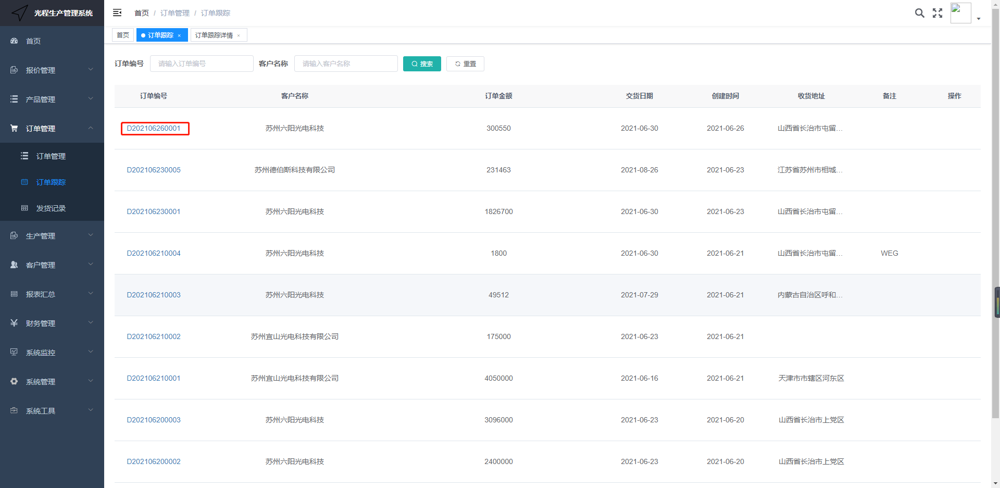 光程生产管理系统
首页 / 订单管理 / 订单跟踪
首页
订单跟踪 ×
订单跟踪详情 ×
首页
报价管理
产品管理
订单管理
订单管理
订单跟踪
发货记录
生产管理
客户管理
报表汇总
财务管理
系统监控
系统管理
系统工具
订单编号 请输入订单编号 客户名称 请输入客户名称 搜索 重置
订单编号 客户名称 订单金额 交货日期 创建时间 收货地址 备注 操作
D202106260001 苏州六阳光电科技 300550 2021-06-30 2021-06-26 山西省长治市屯留...
D202106230005 苏州德伯斯科技有限公司 231463 2021-08-26 2021-06-23 江苏省苏州市相城...
D202106230001 苏州六阳光电科技 1826700 2021-06-30 2021-06-23 山西省长治市屯留...
D202106210004 苏州六阳光电科技 1800 2021-06-30 2021-06-21 山西省长治市屯留... WEG
D202106210003 苏州六阳光电科技 49512 2021-07-29 2021-06-21 内蒙古自治区呼和...
D202106210002 苏州宜山光电科技有限公司 175000 2021-06-23 2021-06-21
D202106210001 苏州宜山光电科技有限公司 4050000 2021-06-16 2021-06-21 天津市市辖区河东区
D202106200003 苏州六阳光电科技 3096000 2021-06-23 2021-06-20 山西省长治市上党区
D202106200002 苏州六阳光电科技 2400000 2021-06-23 2021-06-20 山西省长治市上党区